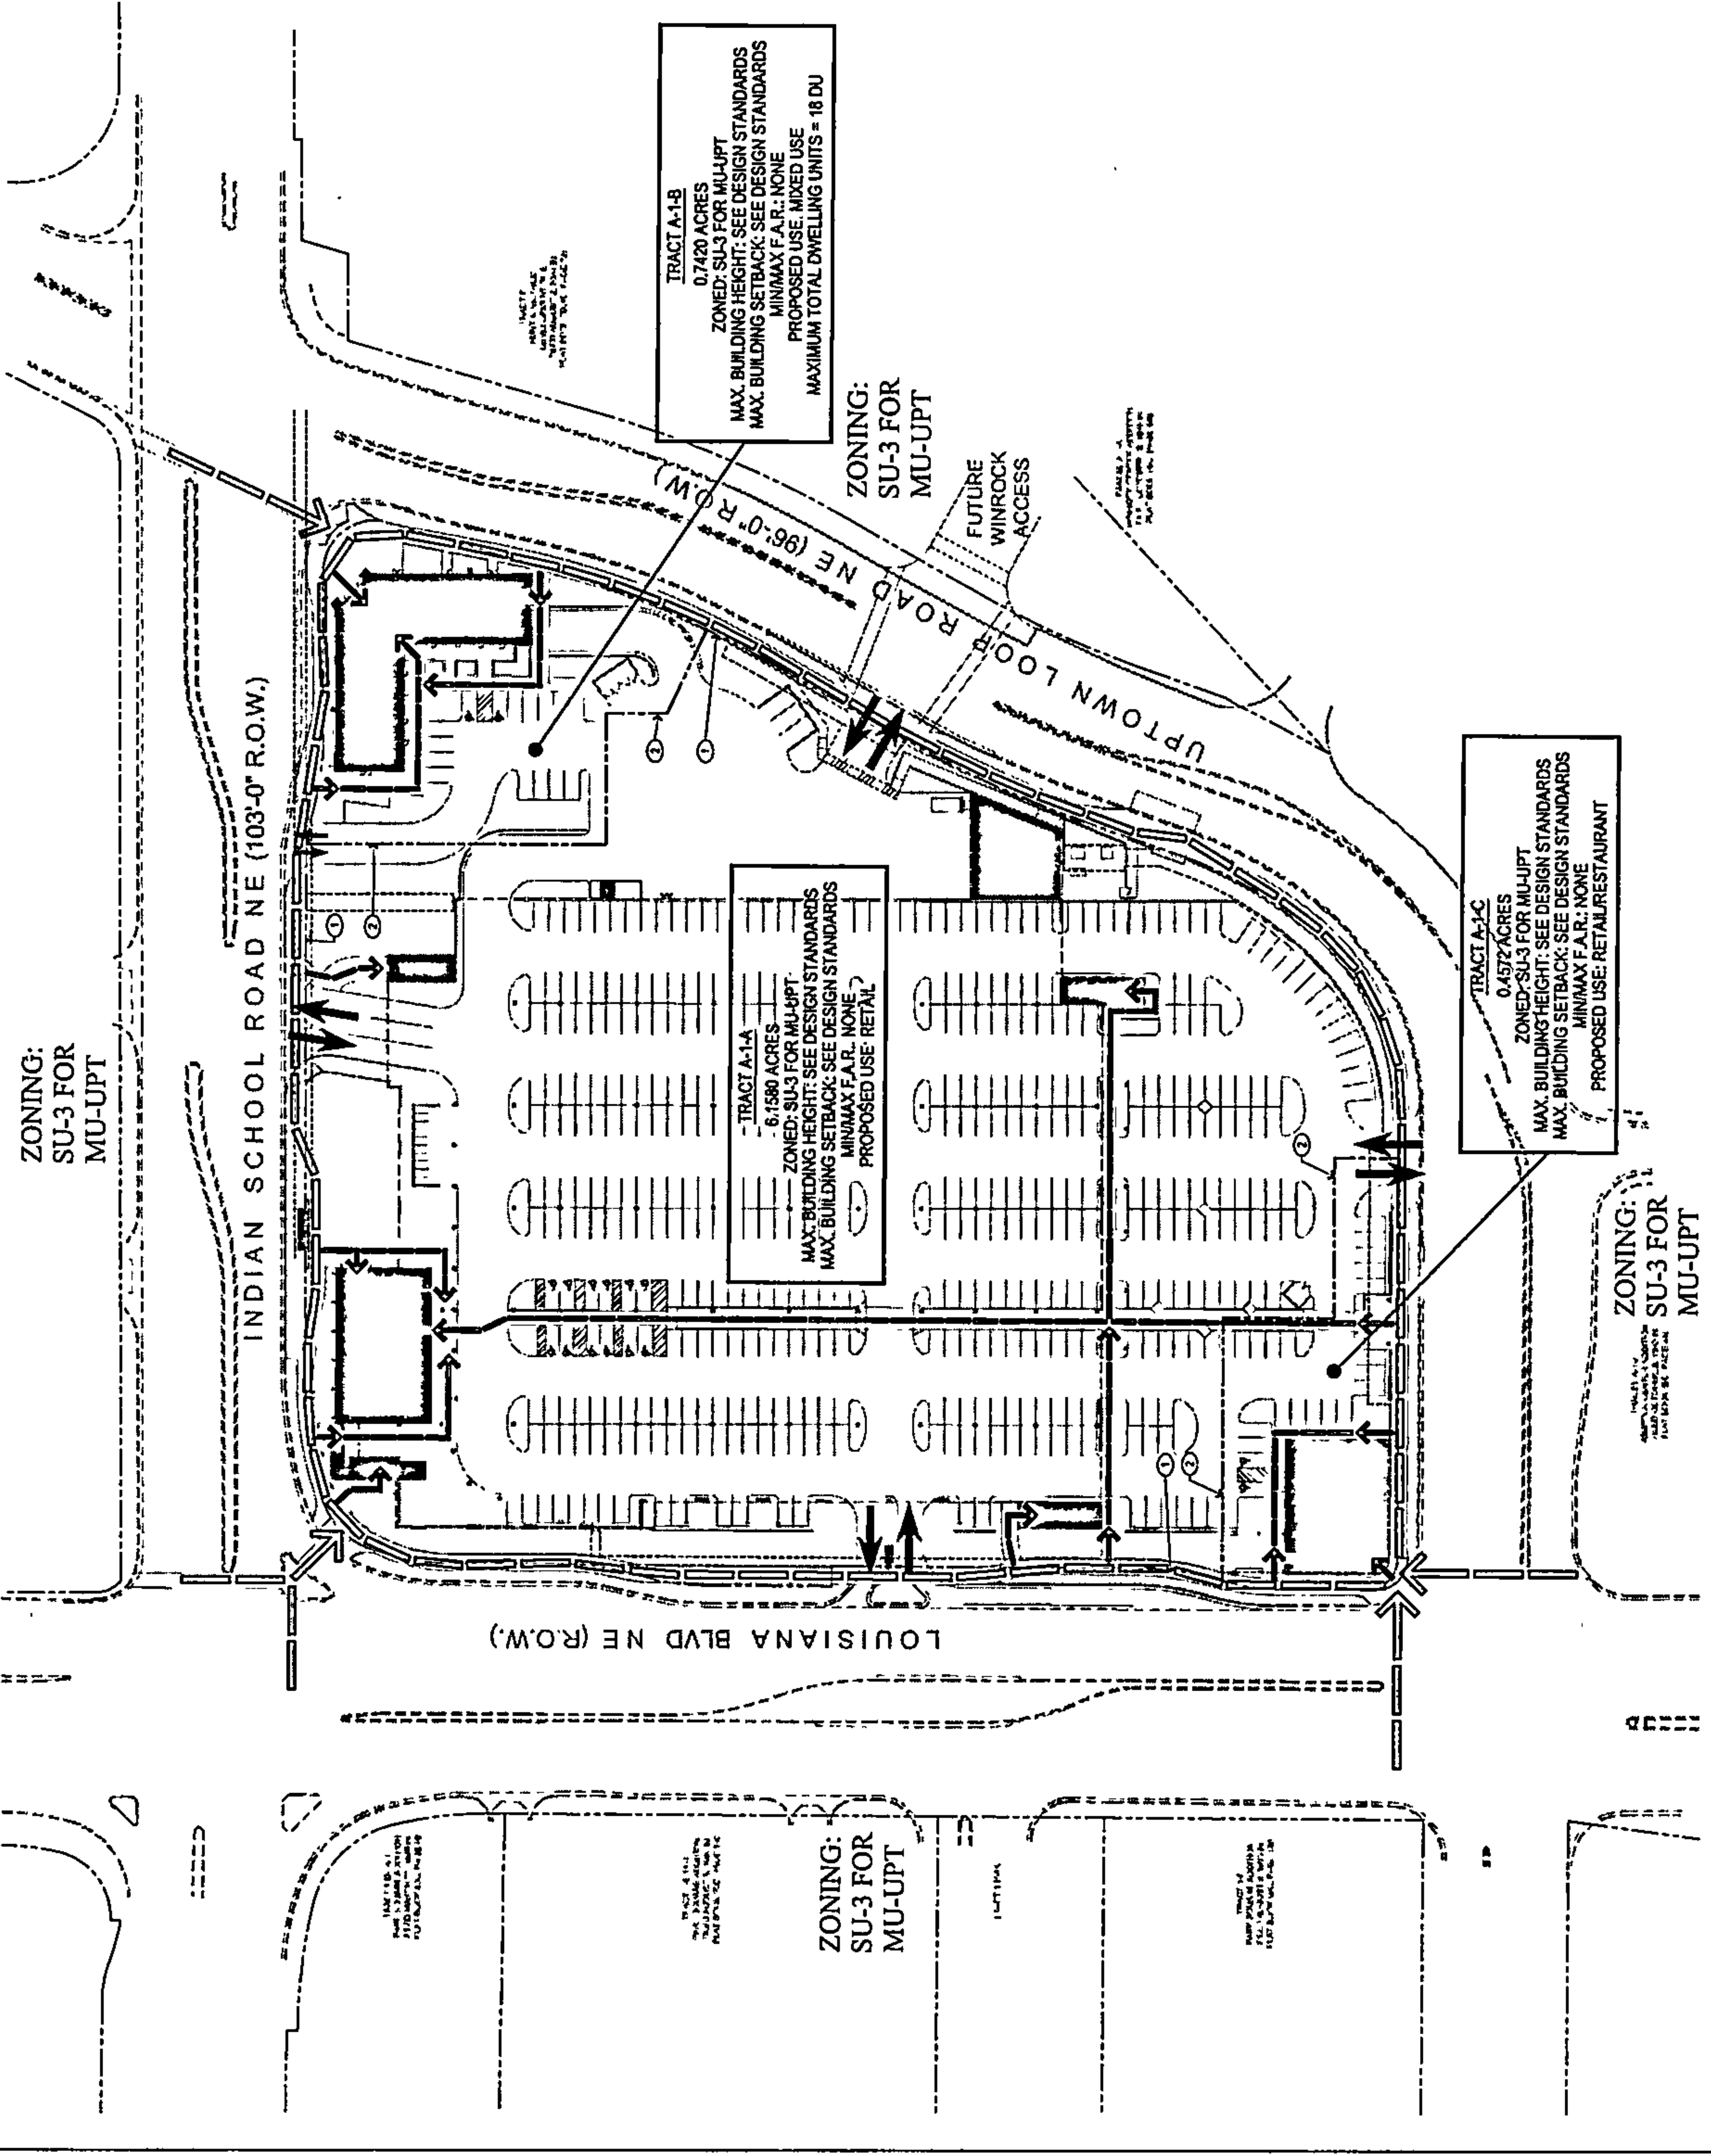 TRACT A-1-B
0.7420 ACRES
ZONED: SU-3 FOR MU-UPT
MAX. BUILDING HEIGHT: SEE DESIGN STANDARDS
MAX. BUILDING SETBACK: SEE DESIGN STANDARDS
MIN/MAX F.A.R.: NONE
PROPOSED USE. MIXED USE
MAXIMUM TOTAL DWELLING UNITS = 18 DU
ZONING:
SU-3 FOR
MU-UPT
FUTURE
WINROCK
ACCESS
UPTOWN LOOP ROAD NE (96'-0" R.O.W)
ZONING:
SU-3 FOR
MU-UPT
INDIAN SCHOOL ROAD NE (103'-0" R.O.W.)
2
1
1
2
TRACT A-1-A
6.1580 ACRES
ZONED: SU-3 FOR MU-UPT
MAX. BUILDING HEIGHT: SEE DESIGN STANDARDS
MAX. BUILDING SETBACK: SEE DESIGN STANDARDS
MIN/MAX F.A.R.. NONE
PROPOSED USE: RETAIL
2
1
2
TRACT A-1-C
0.4572 ACRES
ZONED: SU-3 FOR MU-UPT
MAX. BUILDING HEIGHT: SEE DESIGN STANDARDS
MAX. BUILDING SETBACK: SEE DESIGN STANDARDS
MIN/MAX F.A.R.: NONE
PROPOSED USE: RETAIL/RESTAURANT
ZONING:
SU-3 FOR
MU-UPT
LOUISIANA BLVD NE (R.O.W.)
ZONING:
SU-3 FOR
MU-UPT